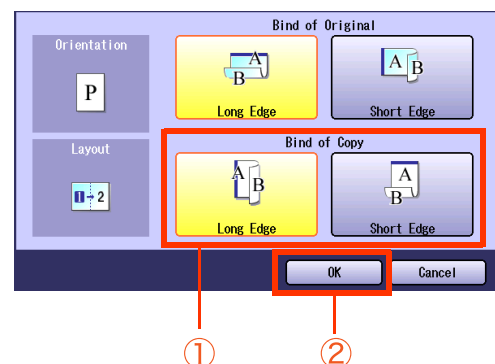 Bind of Original
Orientation
P
A
B
Long Edge
A
B
Short Edge
Bind of Copy
Layout
1→2
A
B
Long Edge
A
B
Short Edge
OK
Cancel
①
②